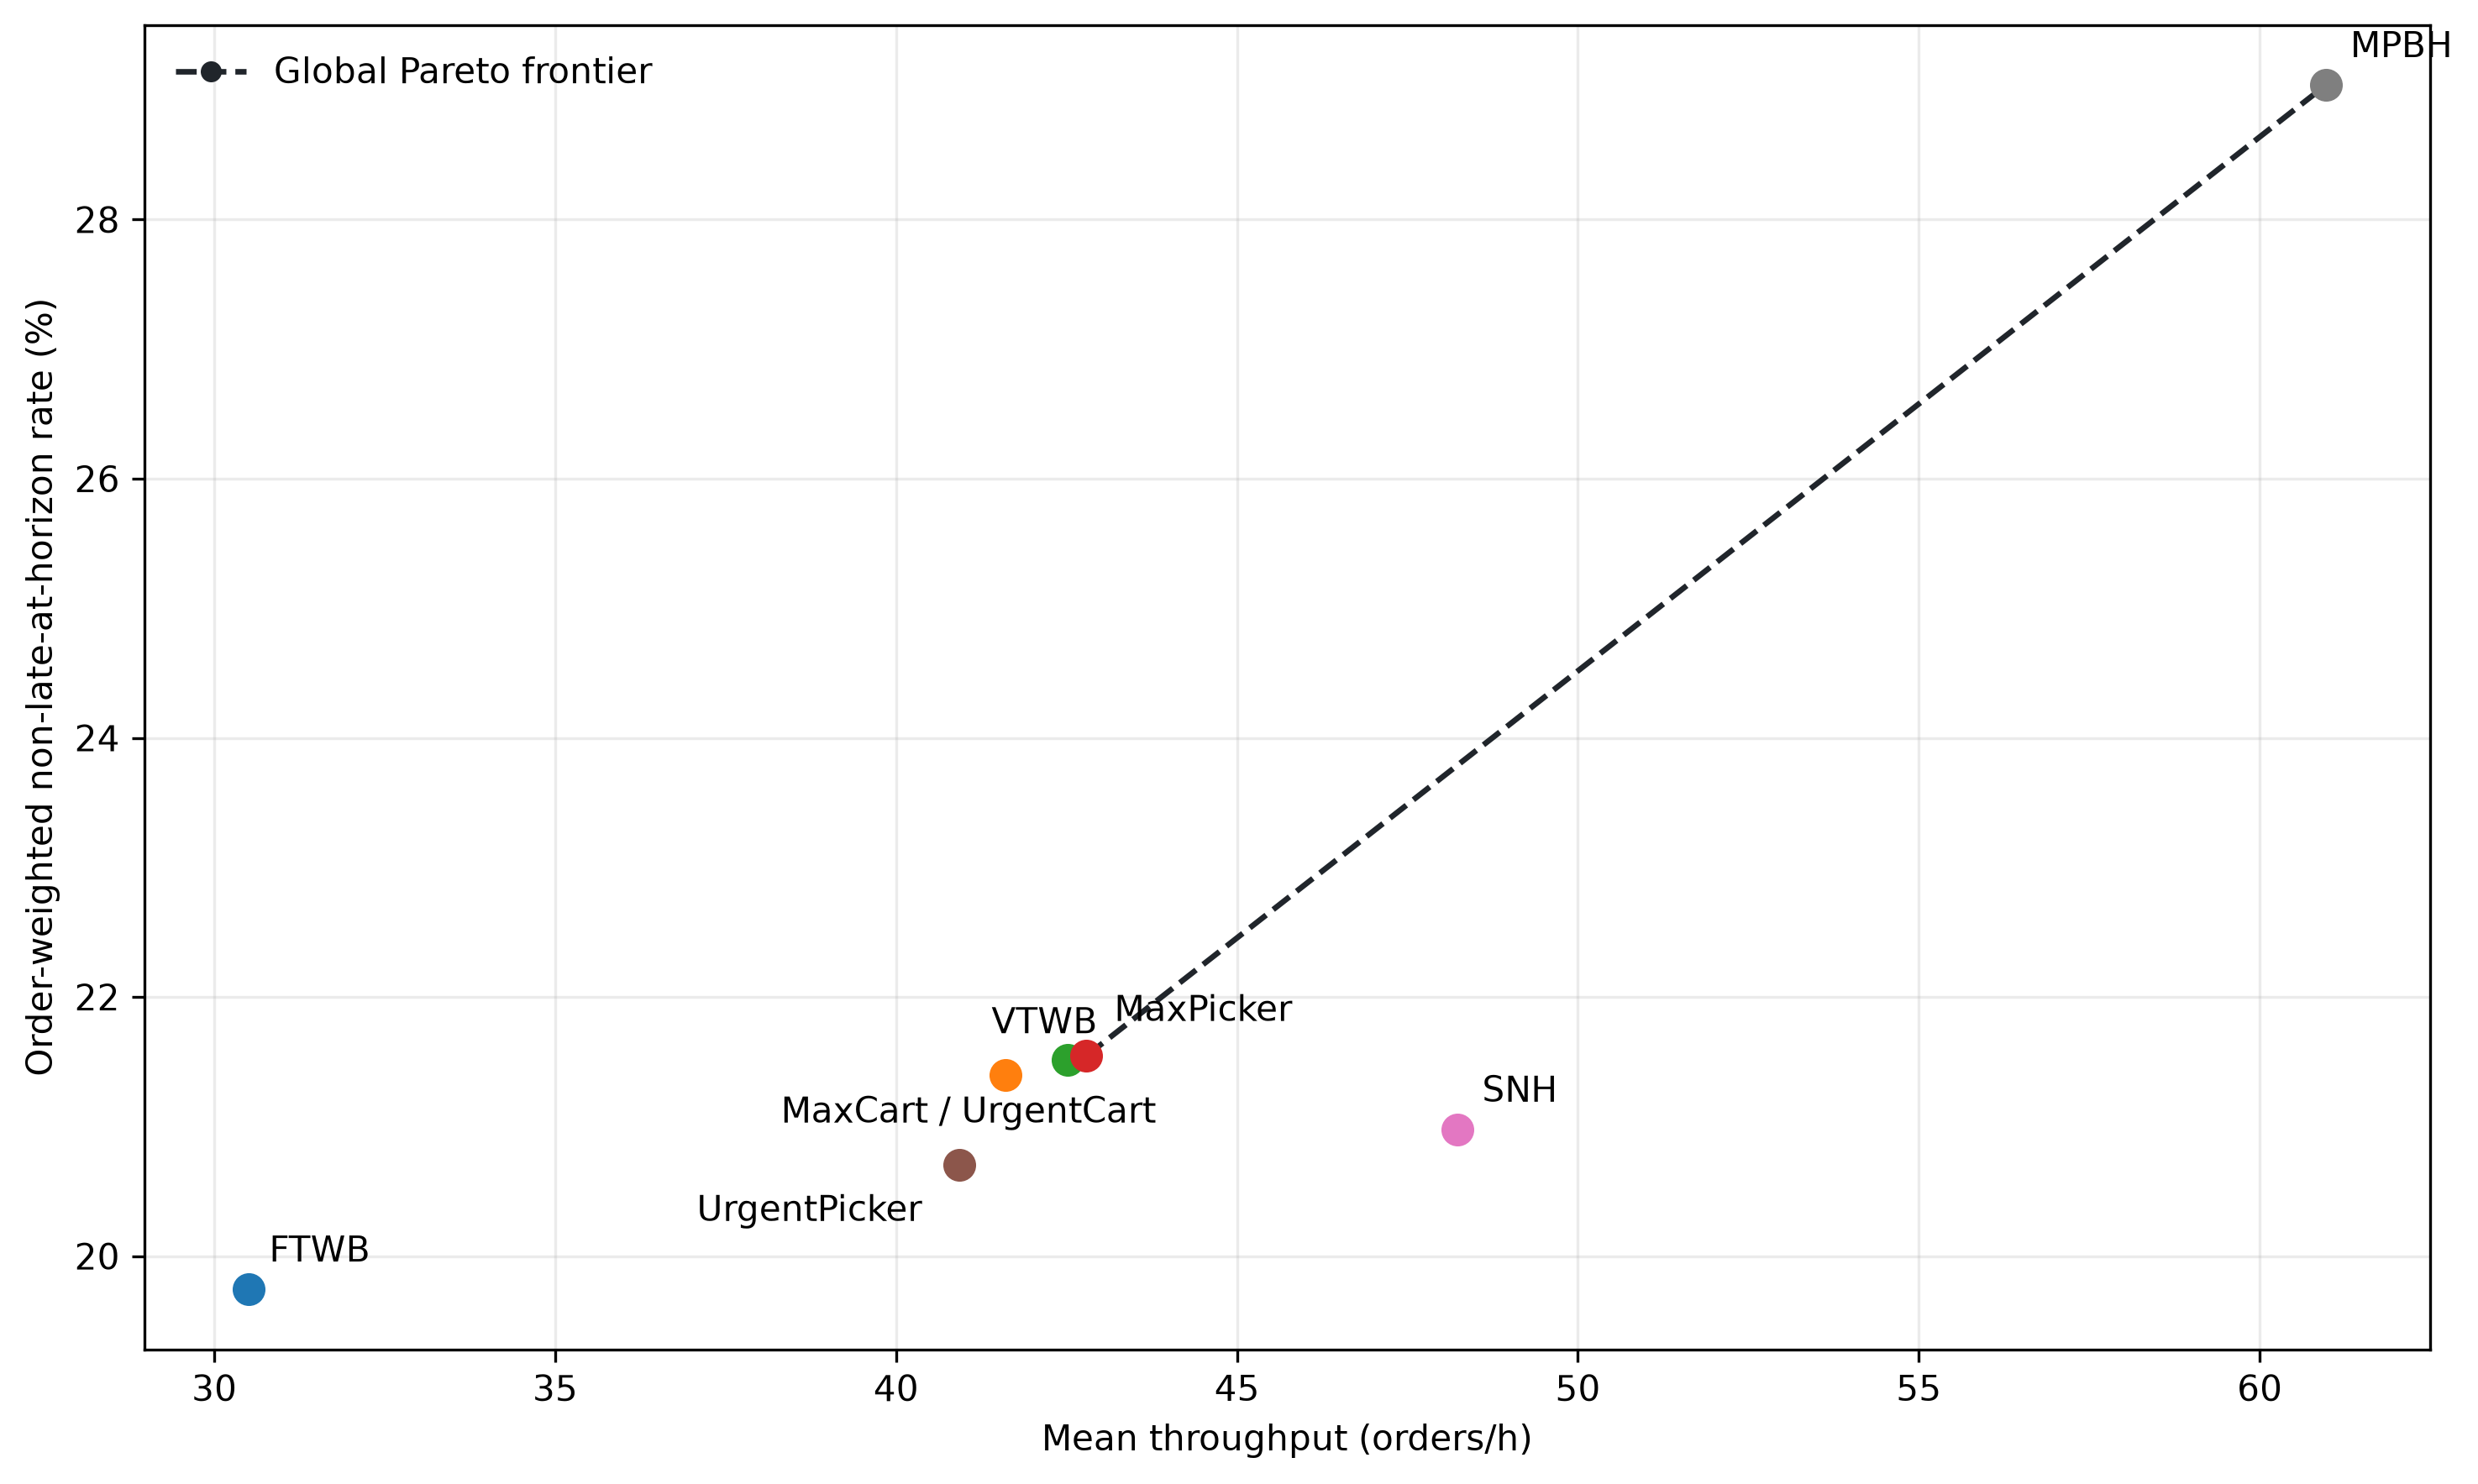 MPBH
Global Pareto frontier
28
26
24
22
20
Order-weighted non-late-at-horizon rate (%)
MaxPicker
VTWB
SNH
MaxCart / UrgentCart
UrgentPicker
FTWB
30 35 40 45 50 55 60
Mean throughput (orders/h)